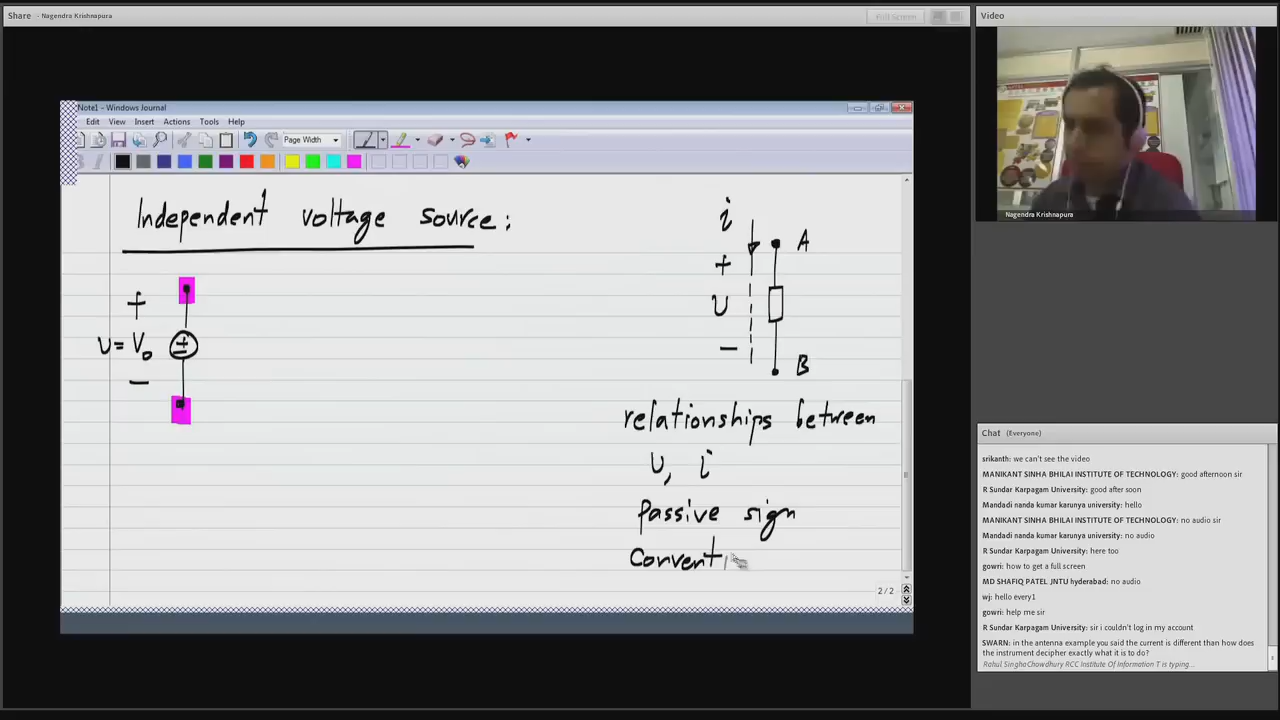 Share - Nagendra Krishnapura
Full Screen
Video
Note1 - Windows Journal
Edit View Insert Actions Tools Help
Page Width
Independent voltage source:
+
v = V0
-
±
i
+
v
-
A
B
relationships between
v, i
Passive sign
Convent
2 / 2
Nagendra Krishnapura
Chat (Everyone)
srikanth: we can't see the video
MANIKANT SINHA BHILAI INSTITUTE OF TECHNOLOGY: good afternoon sir
R Sundar Karpagam University: good after soon
Mandadi nanda kumar karunya university: hello
MANIKANT SINHA BHILAI INSTITUTE OF TECHNOLOGY: no audio sir
Mandadi nanda kumar karunya university: no audio
R Sundar Karpagam University: here too
gowri: how to get a full screen
MD SHAFIQ PATEL JNTU hyderabad: no audio
wj: hello every1
gowri: help me sir
R Sundar Karpagam University: sir i couldn't log in my account
SWARN: in the antenna example you said the current is different than how does
the instrument decipher exactly what it is to do?
Rahul SinghaChowdhury RCC Institute Of Information T is typing...